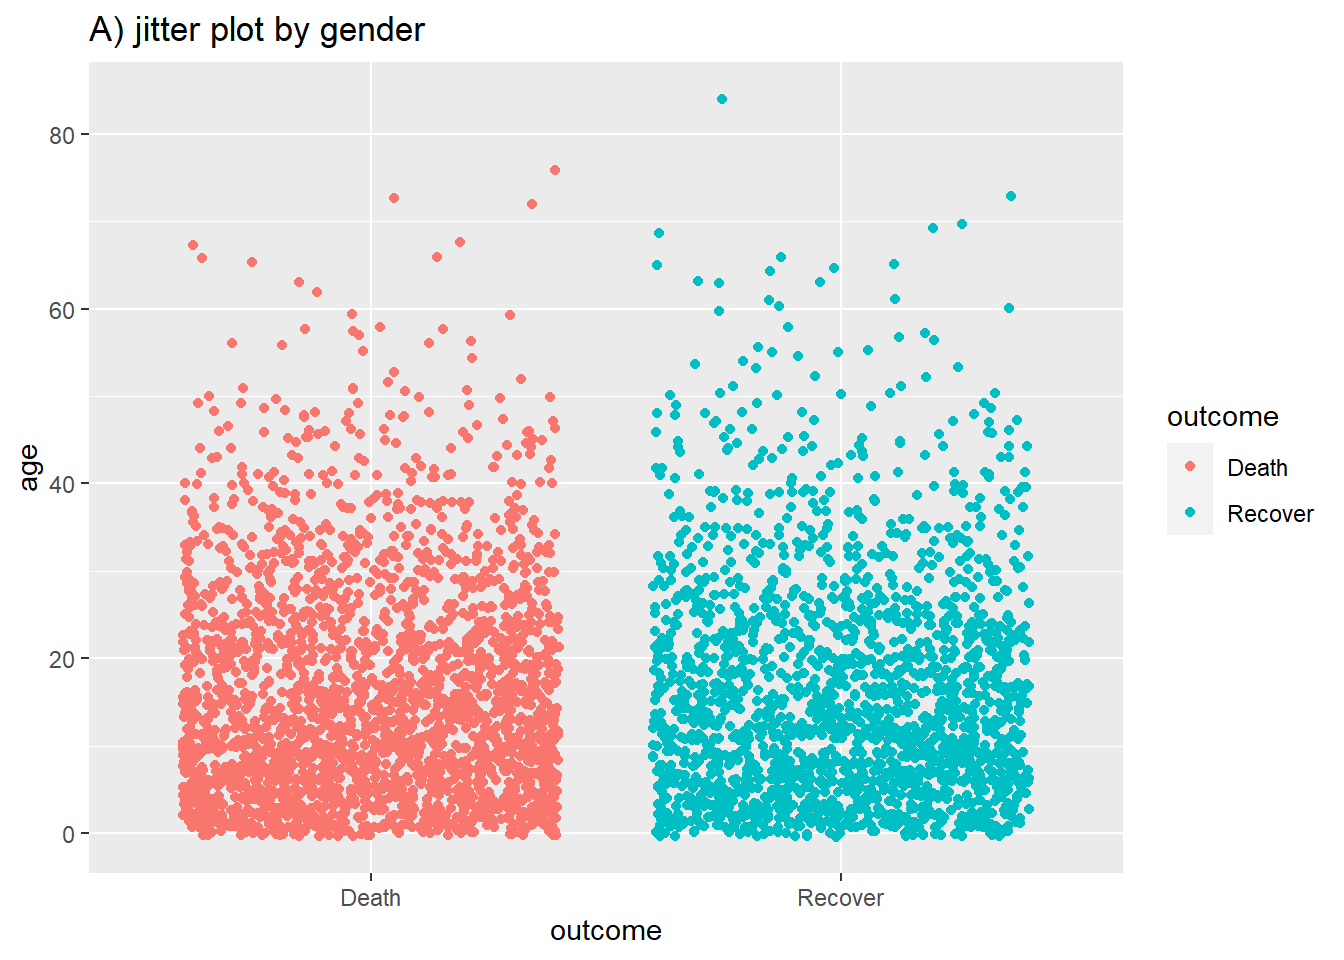 A) jitter plot by gender
80
60
40
20
0
age
Death
Recover
outcome
outcome
Death
Recover